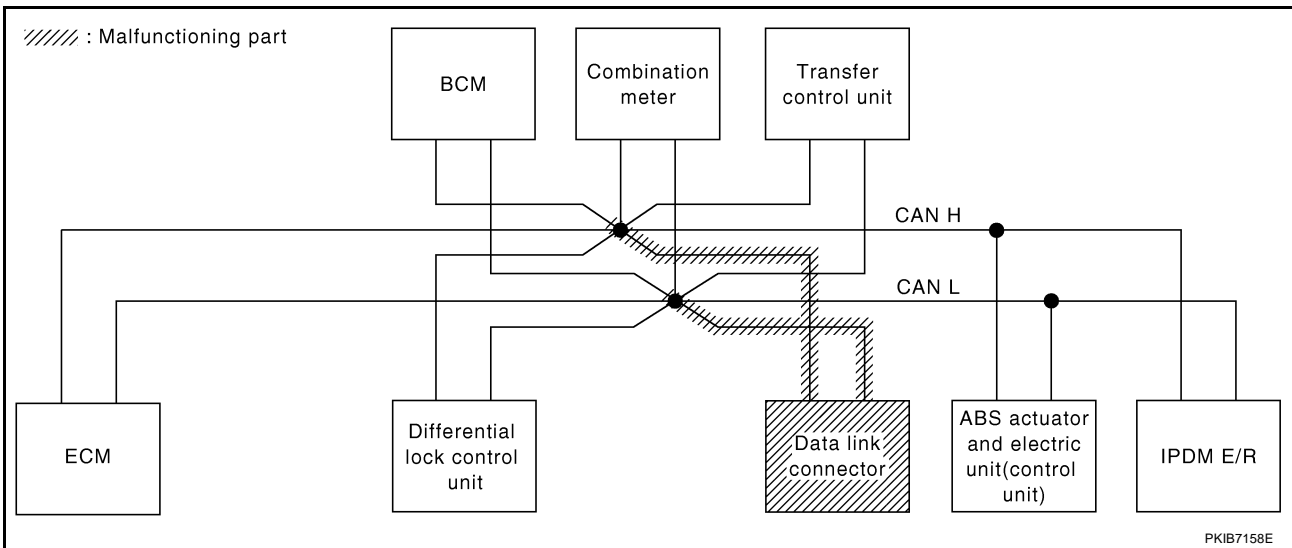 : Malfunctioning part
BCM
Combination
meter
Transfer
control unit
CAN H
CAN L
ECM
Differential
lock control
unit
Data link
connector
ABS actuator
and electric
unit(control
unit)
IPDM E/R
PKIB7158E